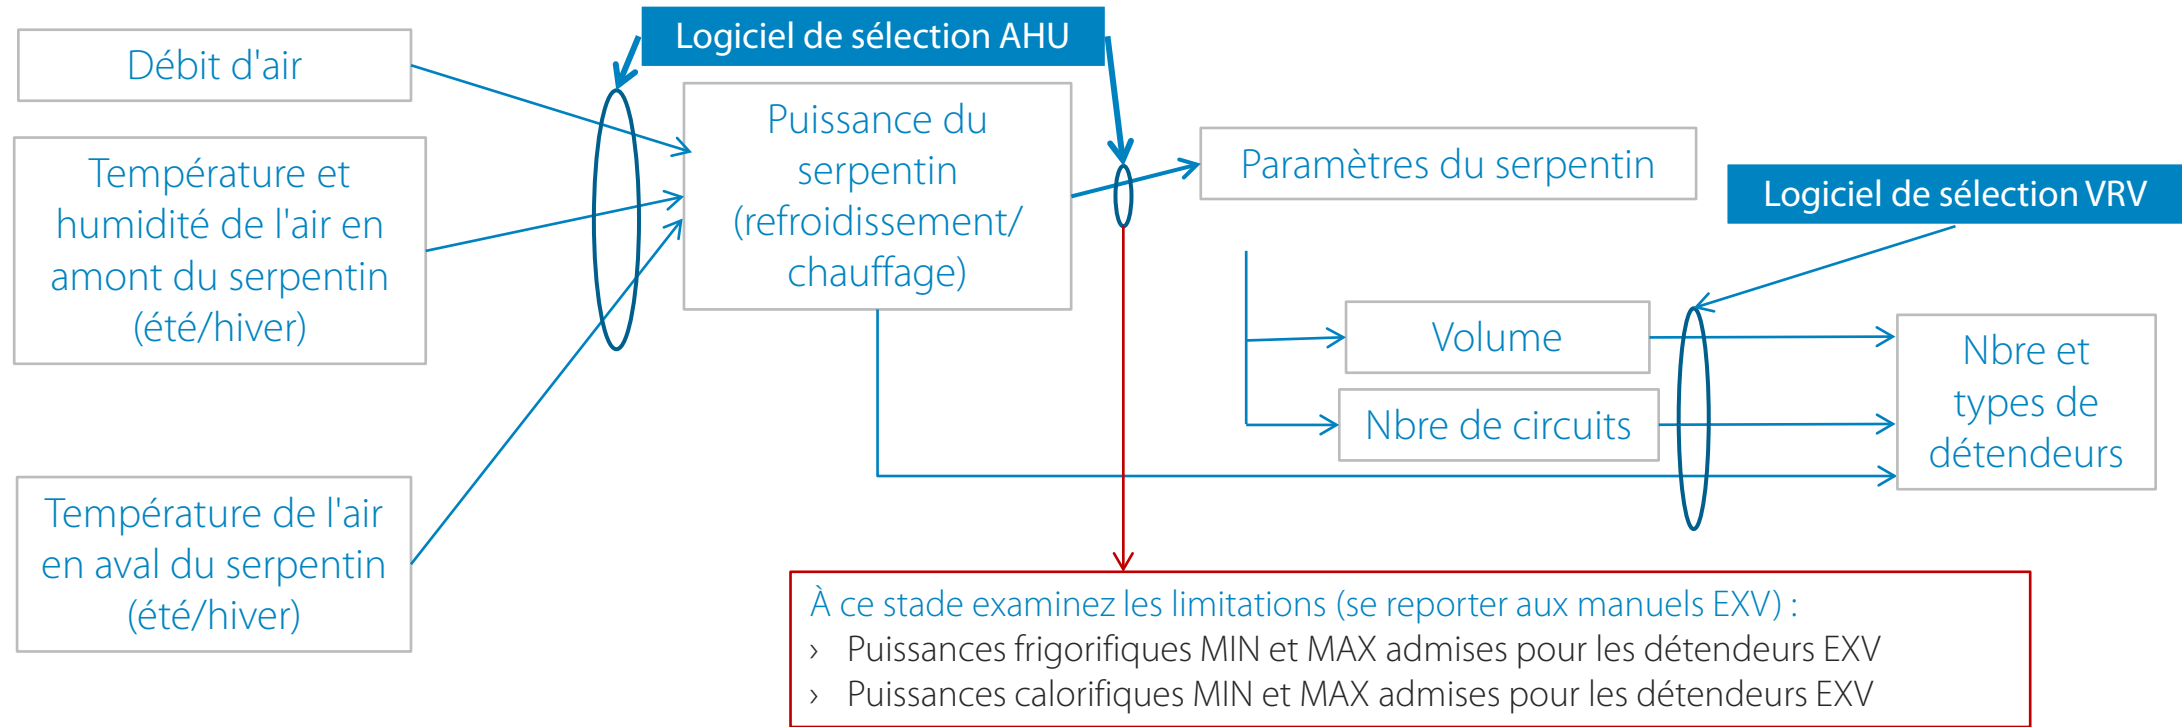 Logiciel de sélection AHU
Débit d'air
Température et
humidité de l'air en
amont du serpentin
(été/hiver)
Température de l'air
en aval du serpentin
(été/hiver)
Puissance du
serpentin
(refroidissement/
chauffage)
Paramètres du serpentin
Logiciel de sélection VRV
Volume
Nbre de circuits
Nbre et
types de
détendeurs
À ce stade examinez les limitations (se reporter aux manuels EXV) :
› Puissances frigorifiques MIN et MAX admises pour les détendeurs EXV
› Puissances calorifiques MIN et MAX admises pour les détendeurs EXV